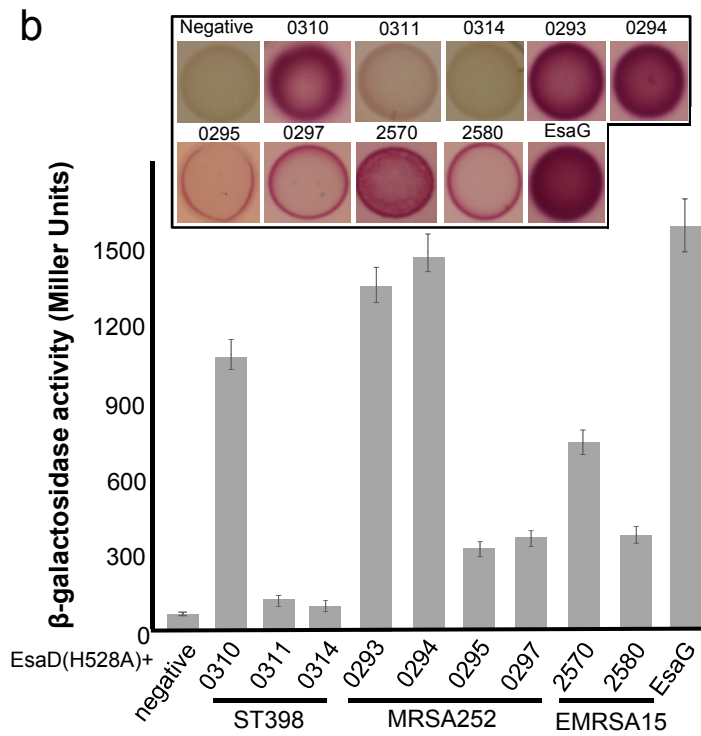 b
Negative 0310 0311 0314 0293 0294
0295 0297 2570 2580 EsaG
β-galactosidase activity (Miller Units)
1500
1200
900
600
300
0
EsaD(H528A)+
negative 0310 0311 0314 0293 0294 0295 0297 2570 2580 EsaG
ST398 MRSA252 EMRSA15